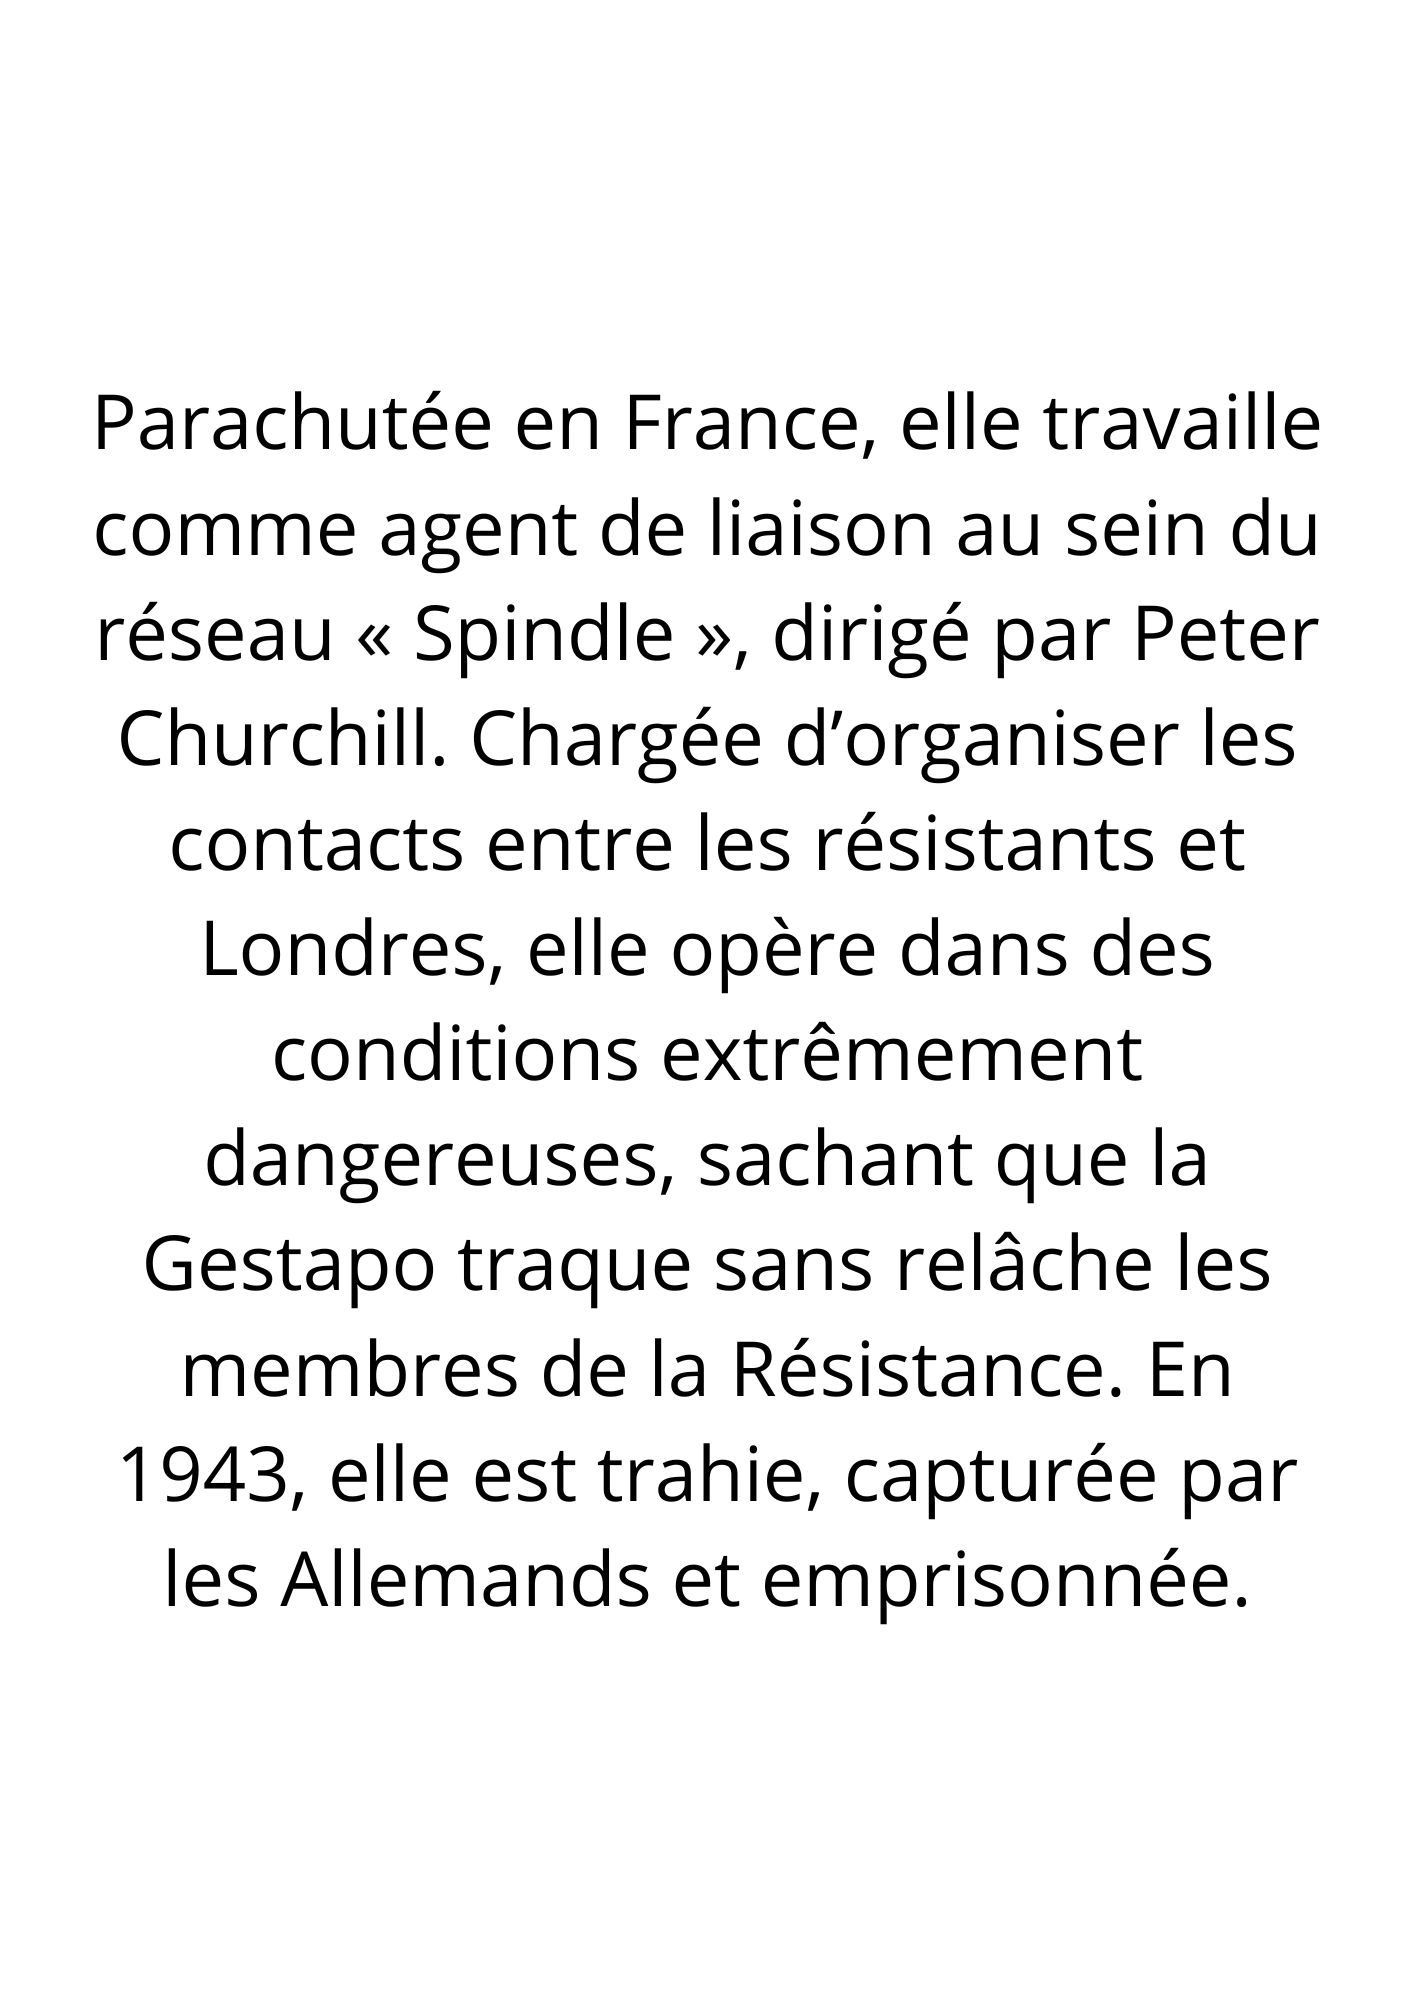 Parachutée en France, elle travaille
comme agent de liaison au sein du
réseau « Spindle », dirigé par Peter
Churchill. Chargée d’organiser les
contacts entre les résistants et
Londres, elle opère dans des
conditions extrêmement
dangereuses, sachant que la
Gestapo traque sans relâche les
membres de la Résistance. En
1943, elle est trahie, capturée par
les Allemands et emprisonnée.